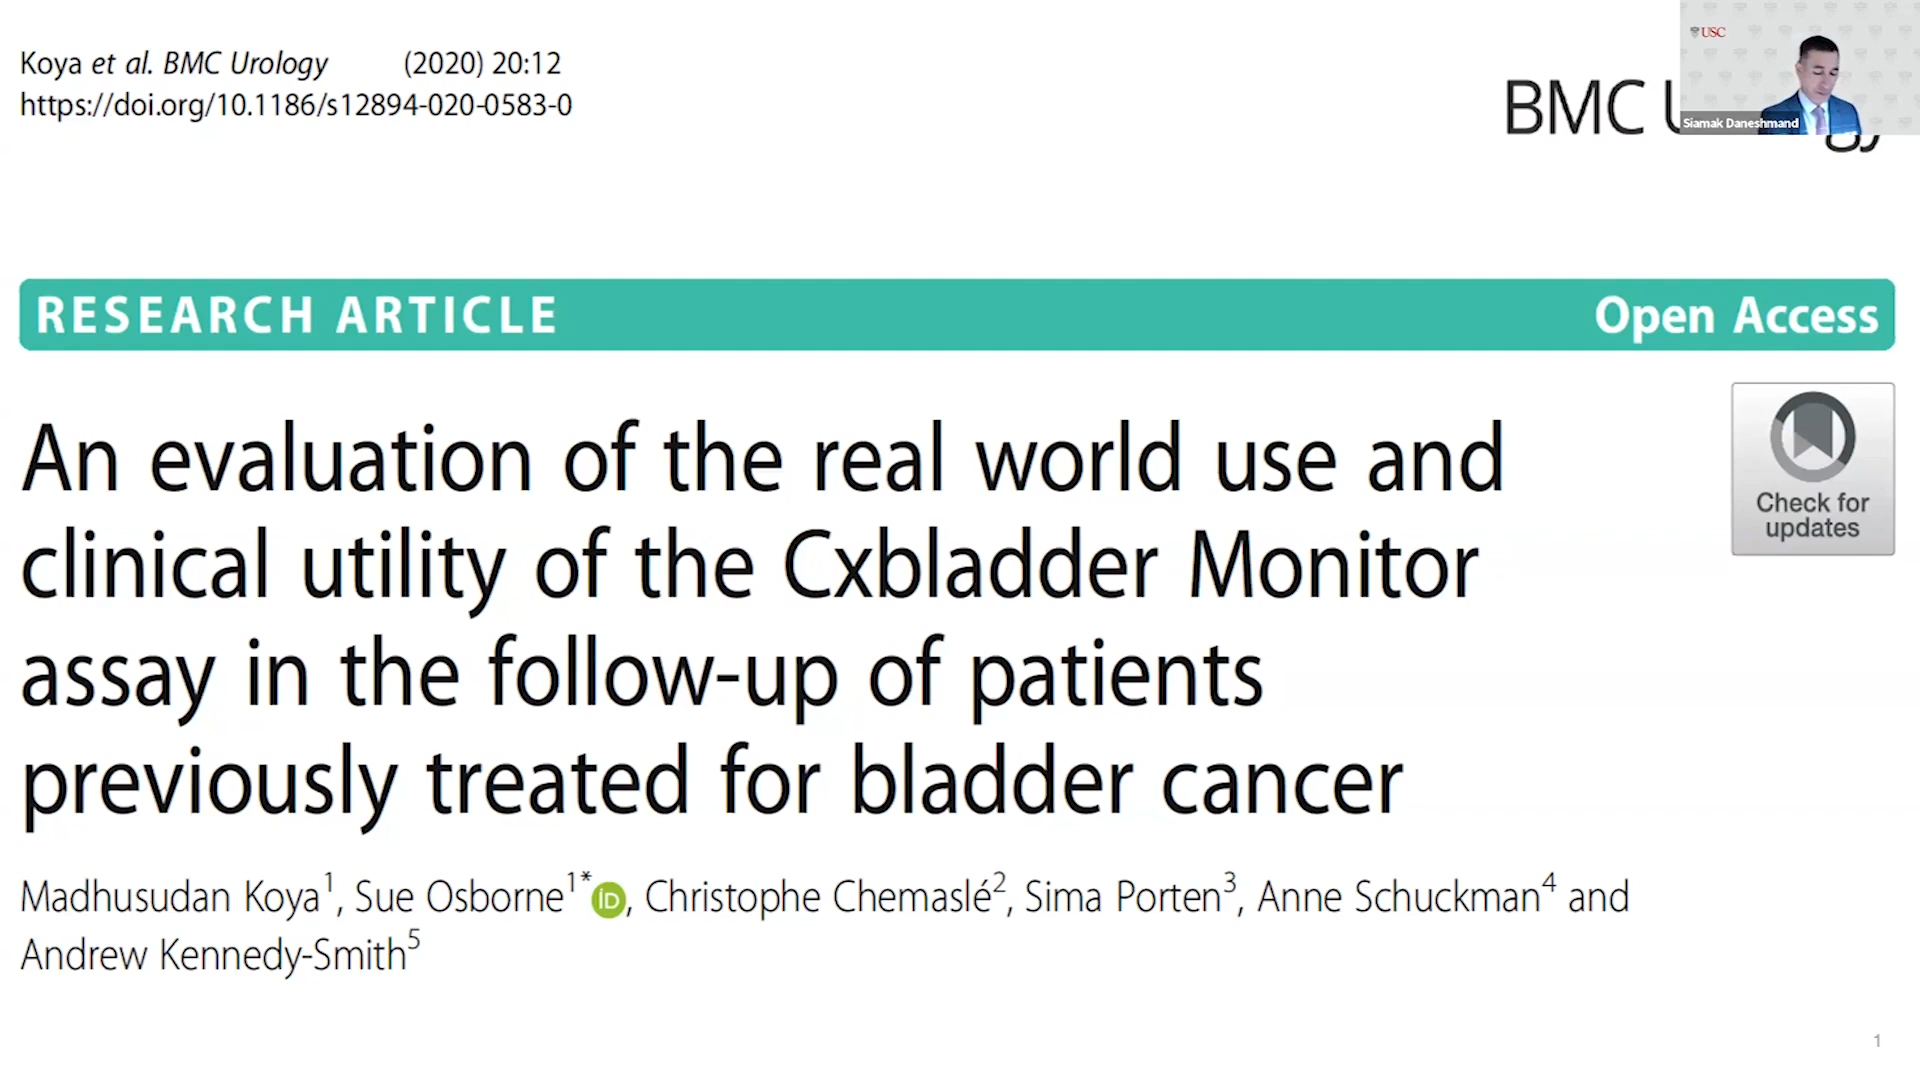 Koya et al. BMC Urology (2020) 20:12
https://doi.org/10.1186/s12894-020-0583-0
USC
Siamak Daneshmand
BMC
RESEARCH ARTICLE
Open Access
An evaluation of the real world use and
clinical utility of the Cxbladder Monitor
assay in the follow-up of patients
previously treated for bladder cancer
Check for
updates
Madhusudan Koya1, Sue Osborne1* iD, Christophe Chemaslé2, Sima Porten3, Anne Schuckman4 and
Andrew Kennedy-Smith5
1